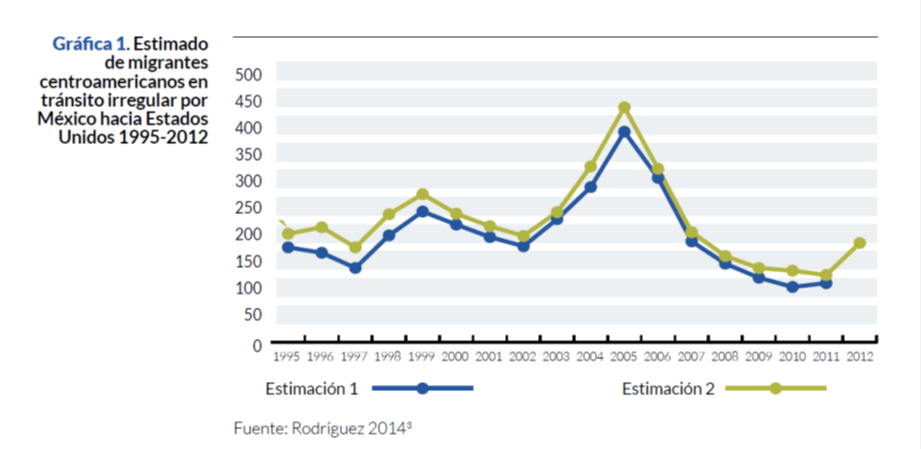 Gráfica 1. Estimado
de migrantes
centroamericanos en
tránsito irregular por
México hacia Estados
Unidos 1995-2012
500
450
400
350
300
250
200
150
100
50
0
1995 1996 1997 1998 1999 2000 2001 2002 2003 2004 2005 2006 2007 2008 2009 2010 2011 2012
Estimación 1 Estimación 2
Fuente: Rodríguez 2014³